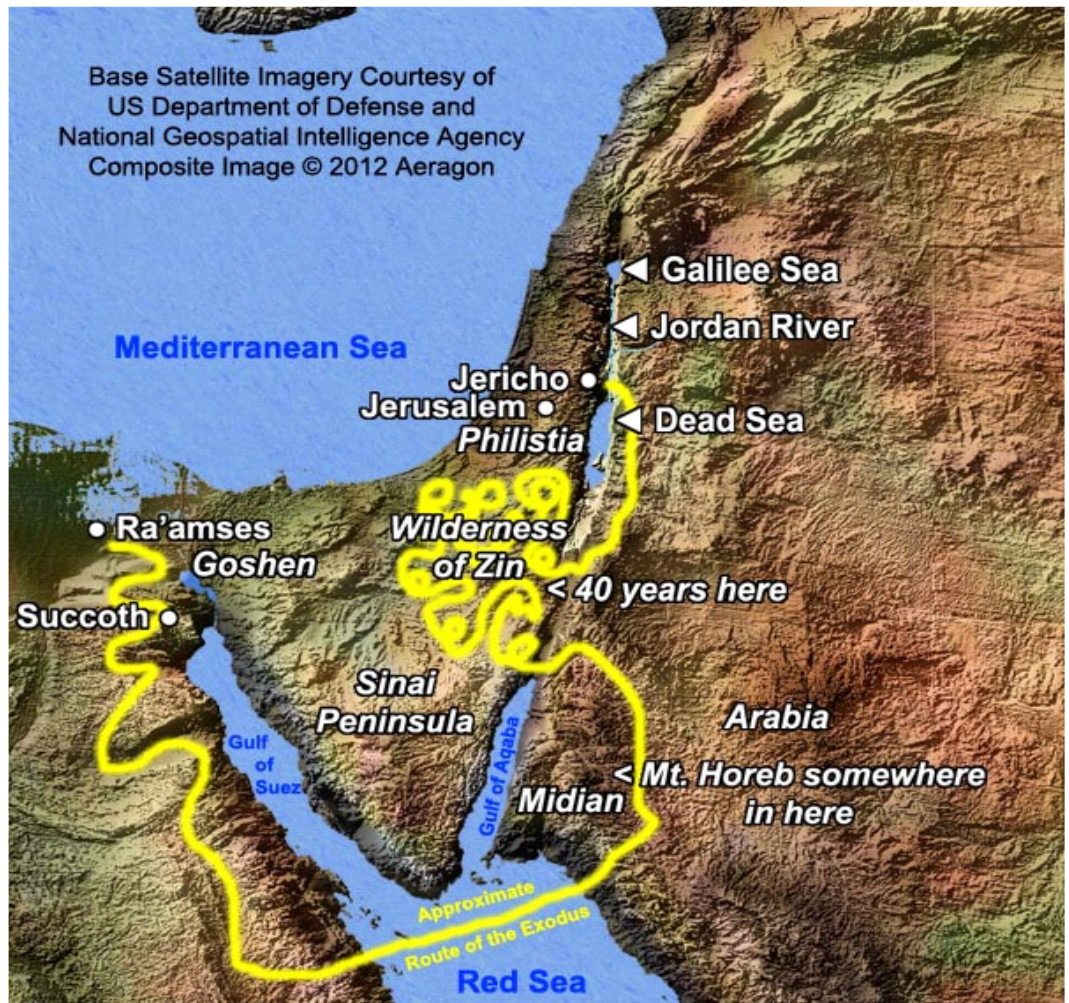 Base Satellite Imagery Courtesy of
US Department of Defense and
National Geospatial Intelligence Agency
Composite Image © 2012 Aeragon
Galilee Sea
Jordan River
Mediterranean Sea
Jericho
Jerusalem
Dead Sea
Philistia
Ra'amses
Wilderness
of Zin
Goshen
< 40 years here
Succoth
Sinai
Peninsula
Arabia
Gulf
of
Suez
Gulf of Aqaba
< Mt. Horeb somewhere
in here
Midian
Approximate
Route of the Exodus
Red Sea